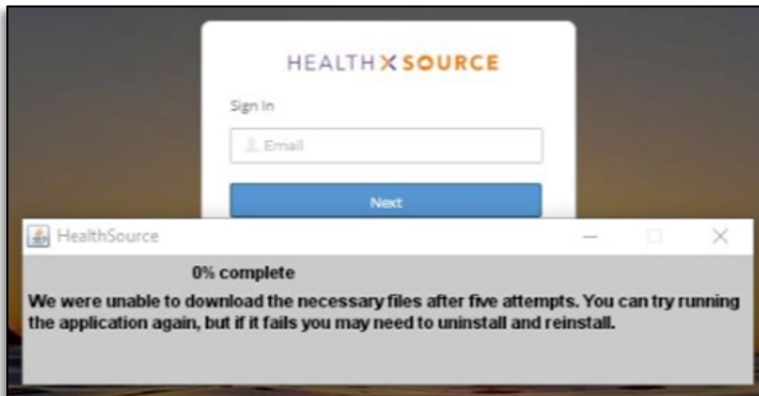 HEALTH X SOURCE
Sign In
Email
Next
HealthSource
0% complete
We were unable to download the necessary files after five attempts. You can try running
the application again, but if it fails you may need to uninstall and reinstall.